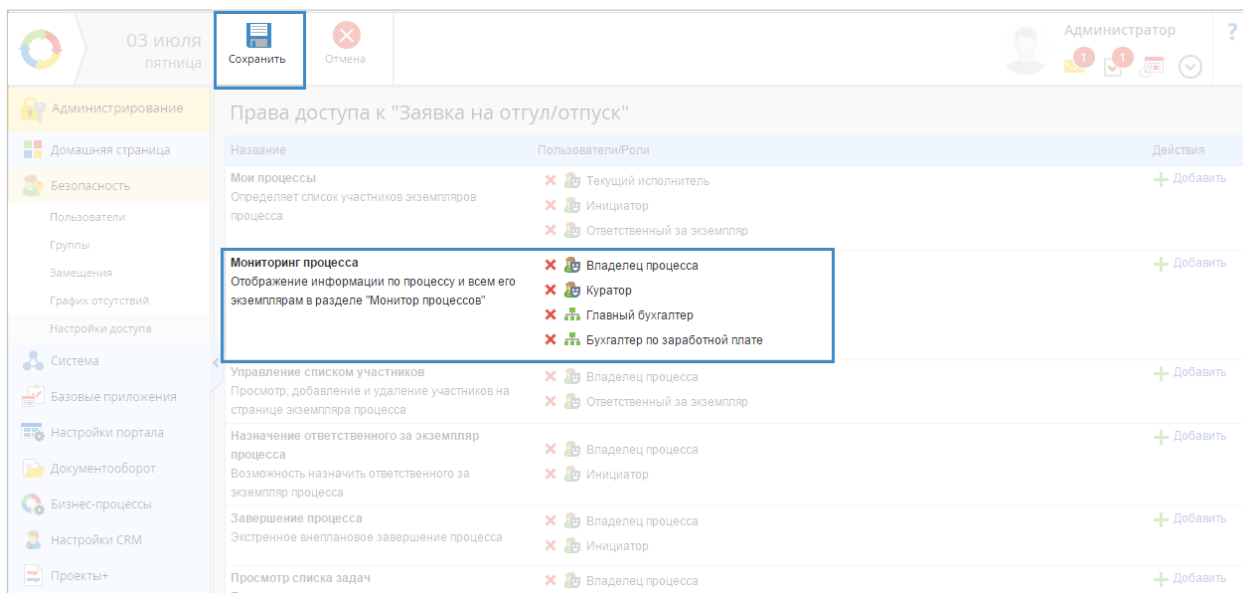 03 июля
пятница
Сохранить
Отмена
Администратор
?
1
1
Администрирование
Права доступа к "Заявка на отгул/отпуск"
Домашняя страница
Название Пользователи/Роли Действия
Безопасность
Пользователи
Группы
Замещения
График отсутствий
Настройки доступа
Система
Базовые приложения
Настройки портала
Документооборот
Бизнес-процессы
Настройки CRM
Проекты+
Мои процессы
Определяет список участников экземпляров
процесса
Текущий исполнитель
Инициатор
Ответственный за экземпляр
Добавить
Мониторинг процесса
Отображение информации по процессу и всем его
экземплярам в разделе "Монитор процессов"
Владелец процесса
Куратор
Главный бухгалтер
Бухгалтер по заработной плате
Добавить
Управление списком участников
Просмотр, добавление и удаление участников на
странице экземпляра процесса
Владелец процесса
Ответственный за экземпляр
Добавить
Назначение ответственного за экземпляр
процесса
Возможность назначить ответственного за
экземпляр процесса
Владелец процесса
Инициатор
Добавить
Завершение процесса
Экстренное внеплановое завершение процесса
Владелец процесса
Инициатор
Добавить
Просмотр списка задач
Владелец процесса
Добавить